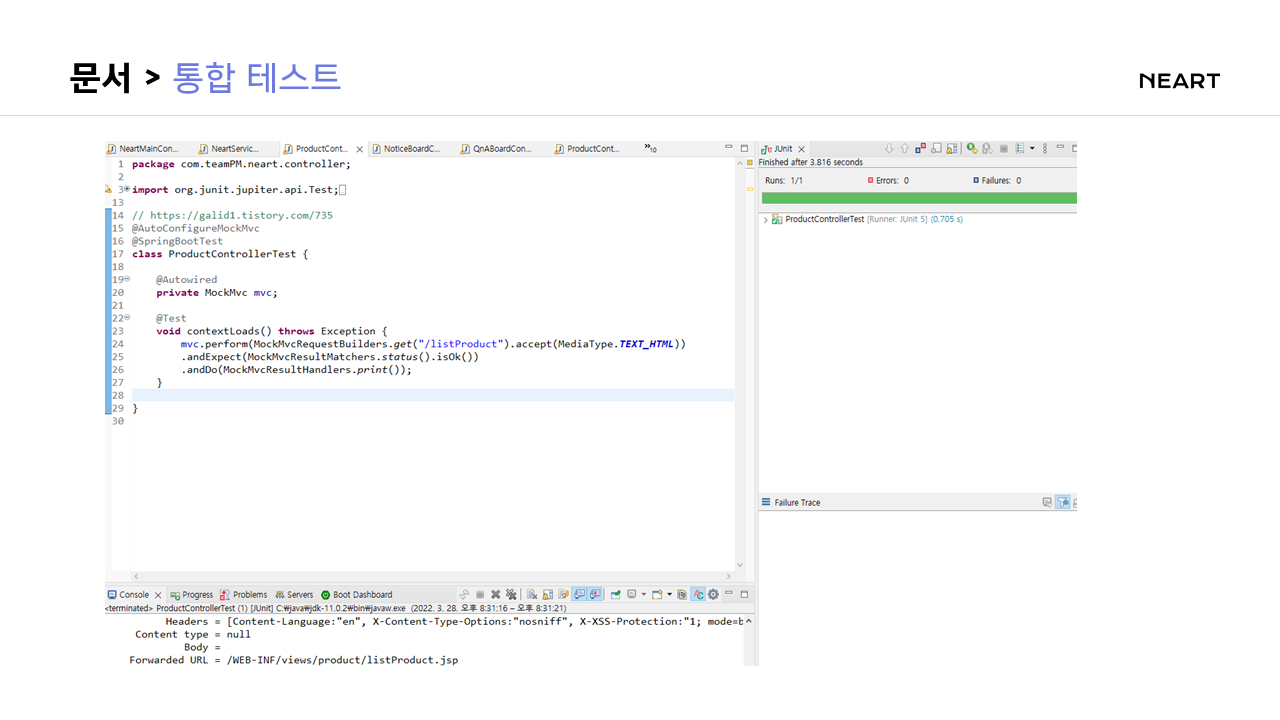 문서 > 통합 테스트
NEART
NeartMainCon... NeartServic... ProductCont... NoticeBoardC... QnABoardCon... ProductCont... »10
1 package com.teamPM.neart.controller;
2
3 import org.junit.jupiter.api.Test;
13
14 // https://galid1.tistory.com/735
15 @AutoConfigureMockMvc
16 @SpringBootTest
17 class ProductControllerTest {
18
19 @Autowired
20 private MockMvc mvc;
21
22 @Test
23 void contextLoads() throws Exception {
24 mvc.perform(MockMvcRequestBuilders.get("/listProduct").accept(MediaType.TEXT_HTML))
25 .andExpect(MockMvcResultMatchers.status().isOk())
26 .andDo(MockMvcResultHandlers.print());
27 }
28
29 }
30
JUnit
Finished after 3.816 seconds
Runs: 1/1 Errors: 0 Failures: 0
ProductControllerTest [Runner: JUnit 5] (0.705 s)
Failure Trace
Console Progress Problems Servers Boot Dashboard
<terminated> ProductControllerTest (1) [JUnit] C:₩java₩jdk-11.0.2₩bin₩javaw.exe (2022. 3. 28. 오후 8:31:16 – 오후 8:31:21)
Headers = [Content-Language:"en", X-Content-Type-Options:"nosniff", X-XSS-Protection:"1; mode=b
Content type = null
Body =
Forwarded URL = /WEB-INF/views/product/listProduct.jsp